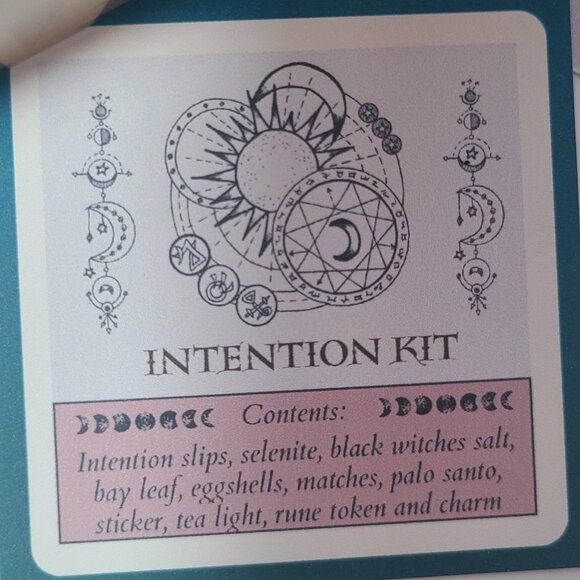 INTENTION KIT
Contents:
Intention slips, selenite, black witches salt,
bay leaf, eggshells, matches, palo santo,
sticker, tea light, rune token and charm